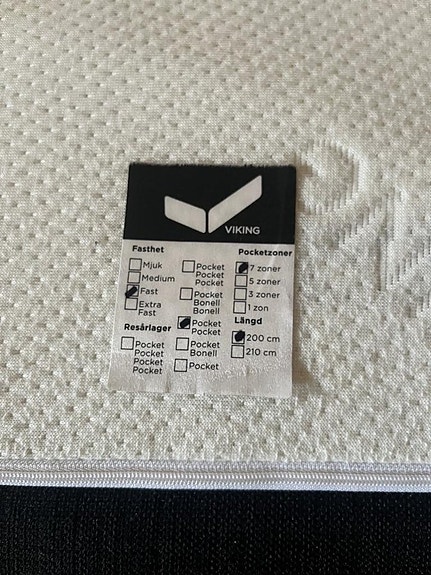 VIKING
Fasthet
Mjuk
Medium
Fast
Extra
Fast
Resårlager
Pocket
Pocket
Pocket
Pocket
Pocket
Pocket
Pocket
Pocket
Bonell
Bonell
Pocket
Pocket
Pocket
Bonell
Pocket
Pocketzoner
7 zoner
5 zoner
3 zoner
1 zon
Längd
200 cm
210 cm